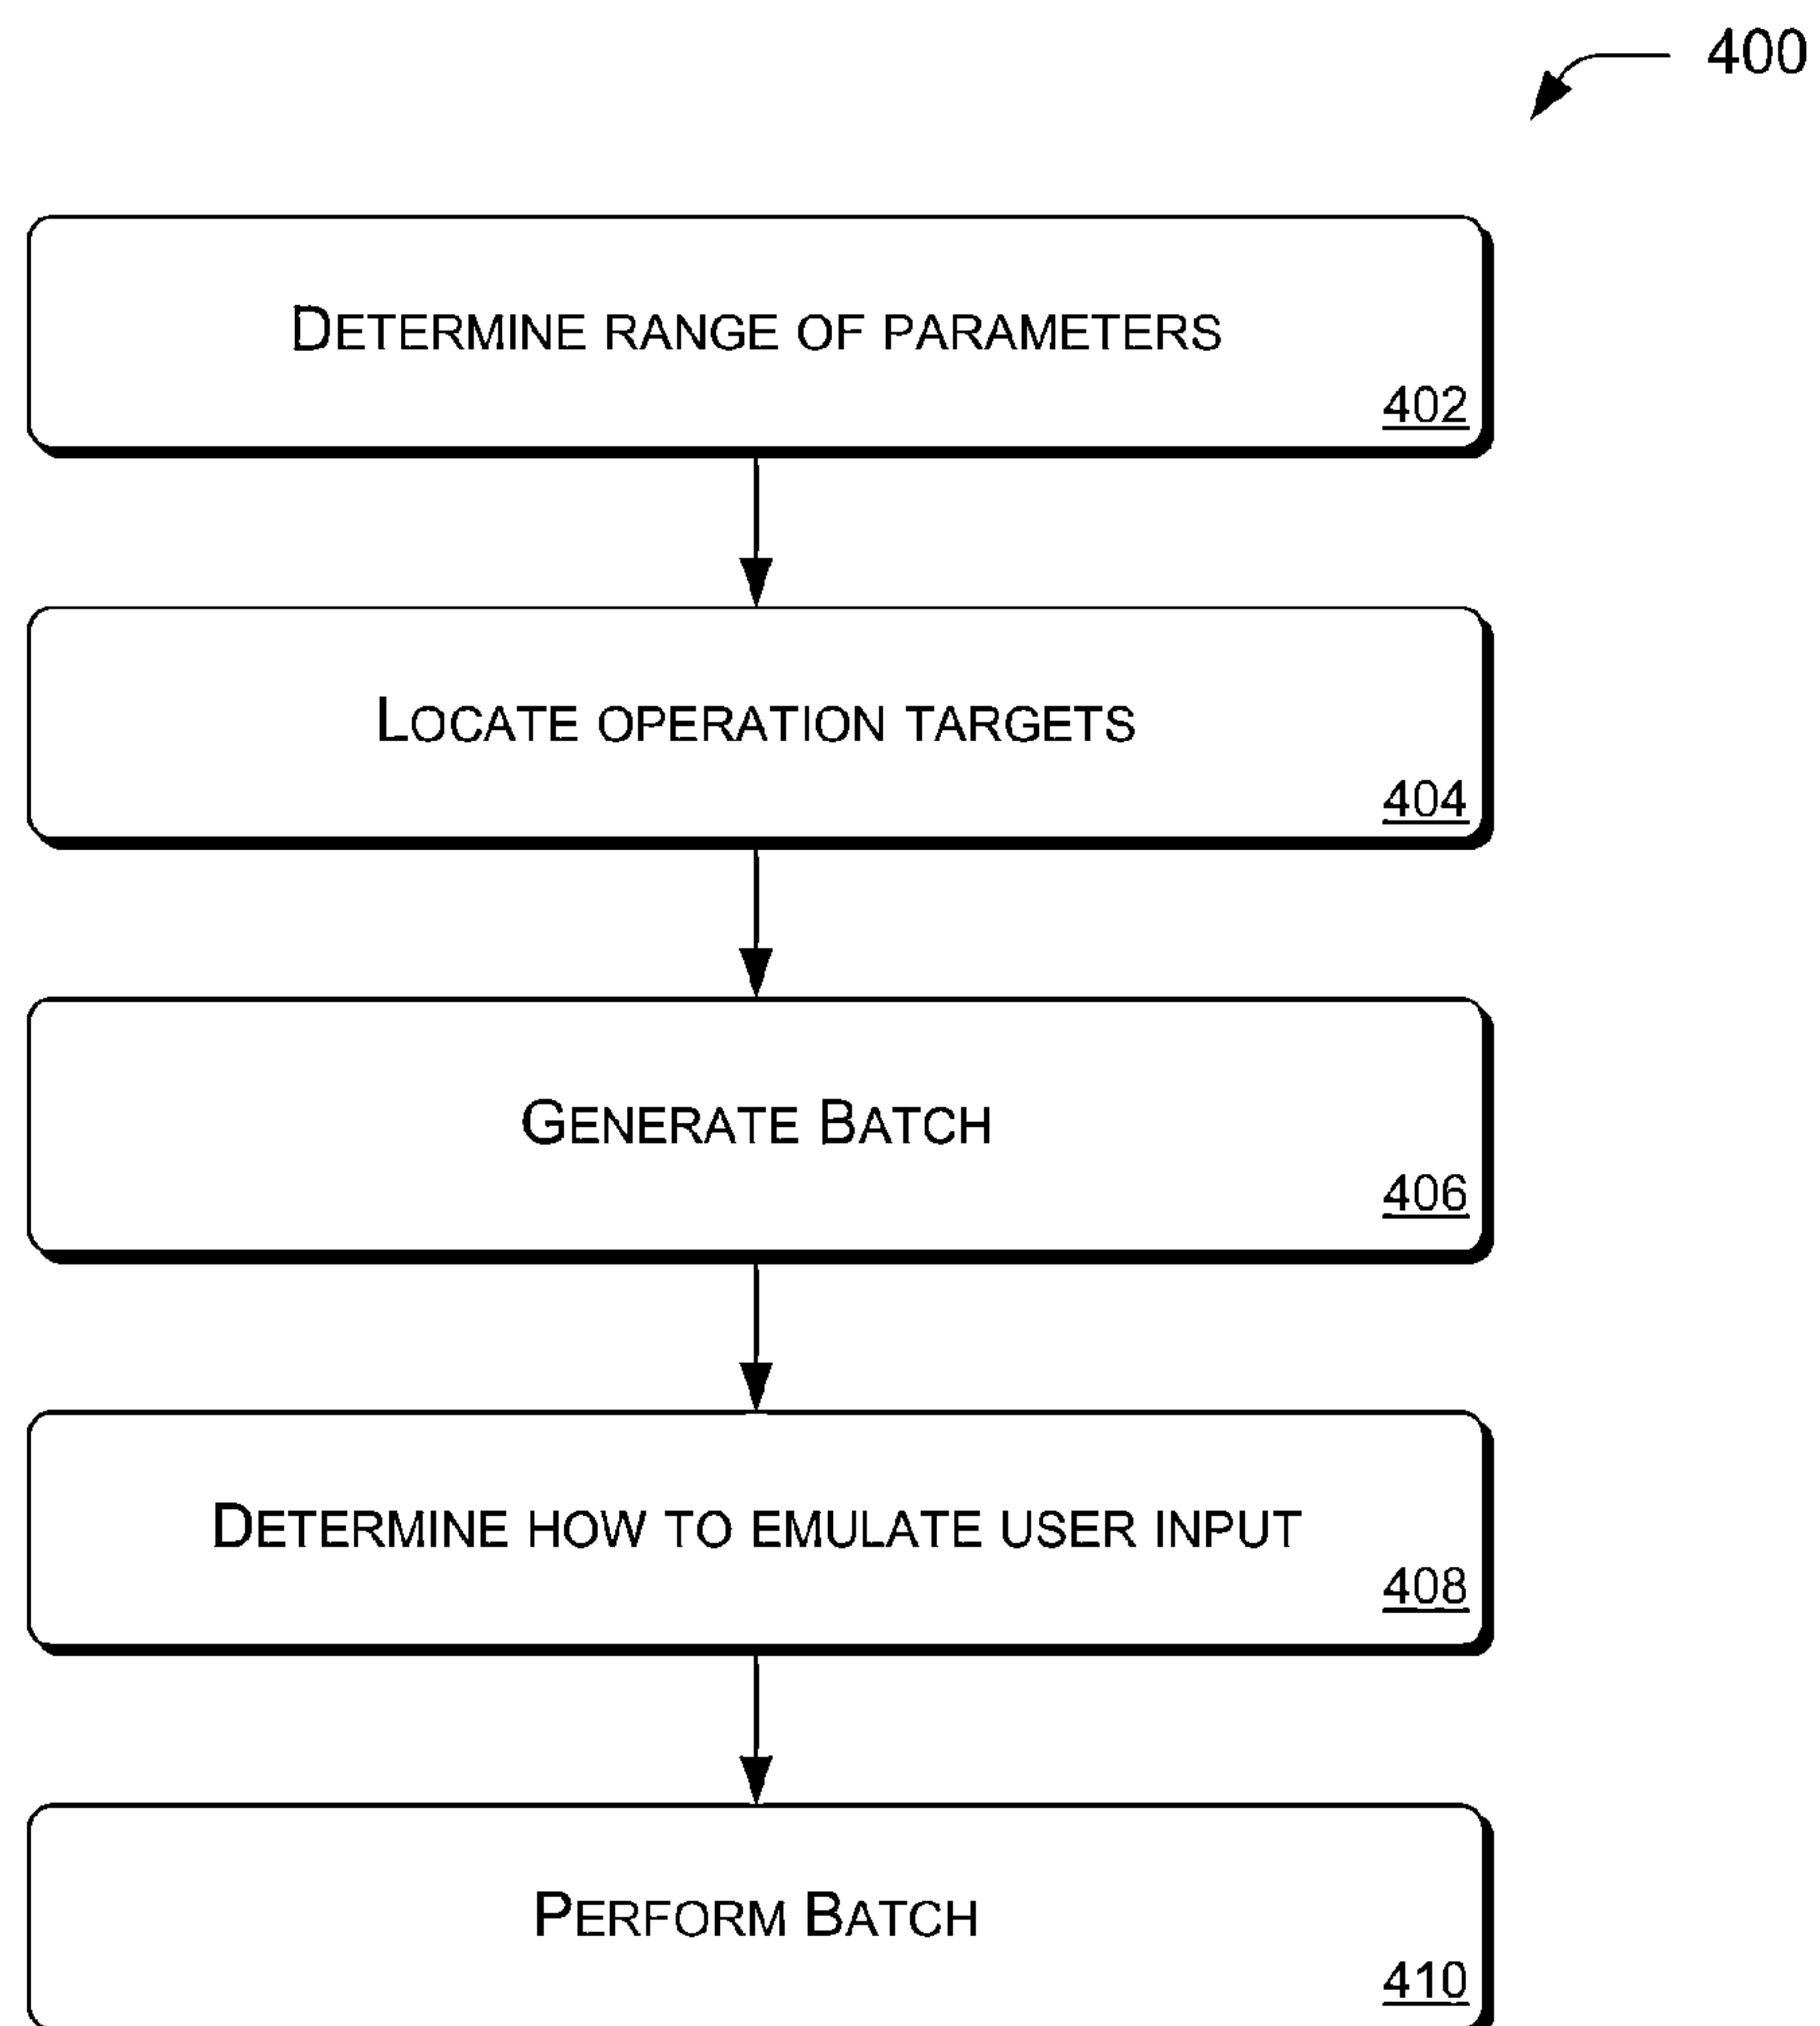 400
DETERMINE RANGE OF PARAMETERS
402
LOCATE OPERATION TARGETS
404
GENERATE BATCH
406
DETERMINE HOW TO EMULATE USER INPUT
408
PERFORM BATCH
410